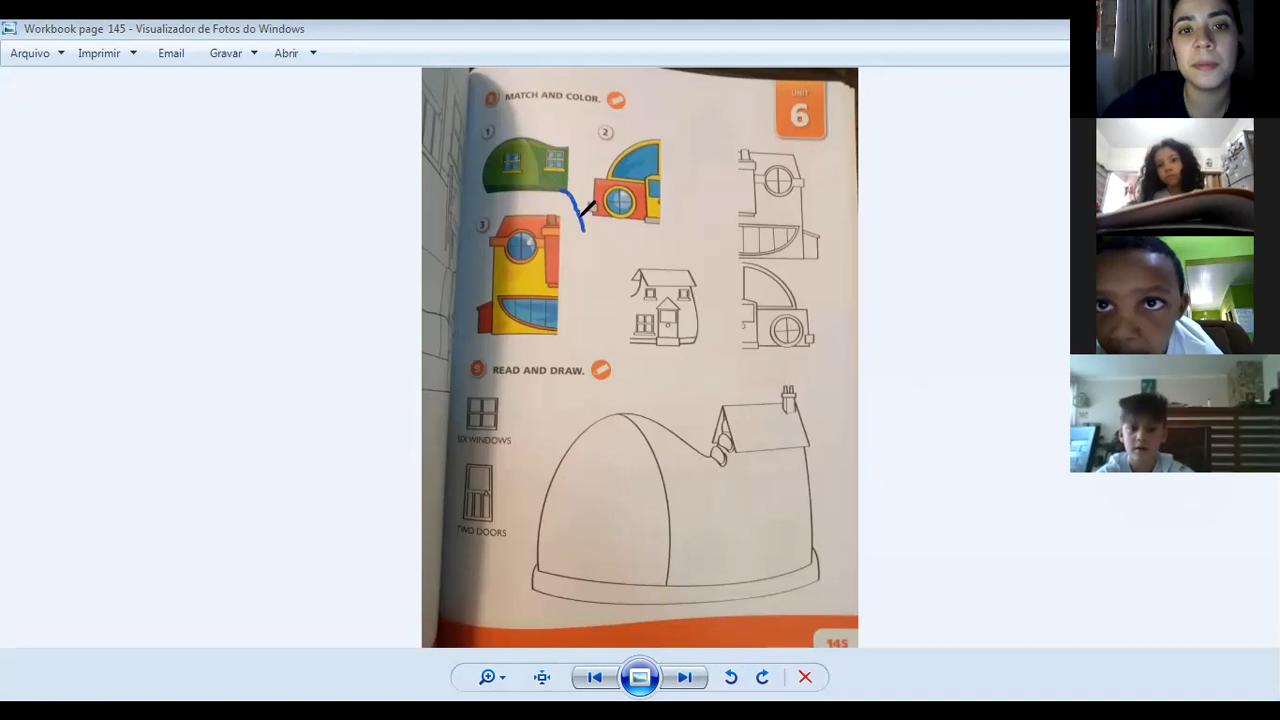 Workbook page 145 - Visualizador de Fotos do Windows
Arquivo Imprimir Email Gravar Abrir
MATCH AND COLOR.
UNIT
6
1
2
3
9 READ AND DRAW.
SIX WINDOWS
TWO DOORS
145